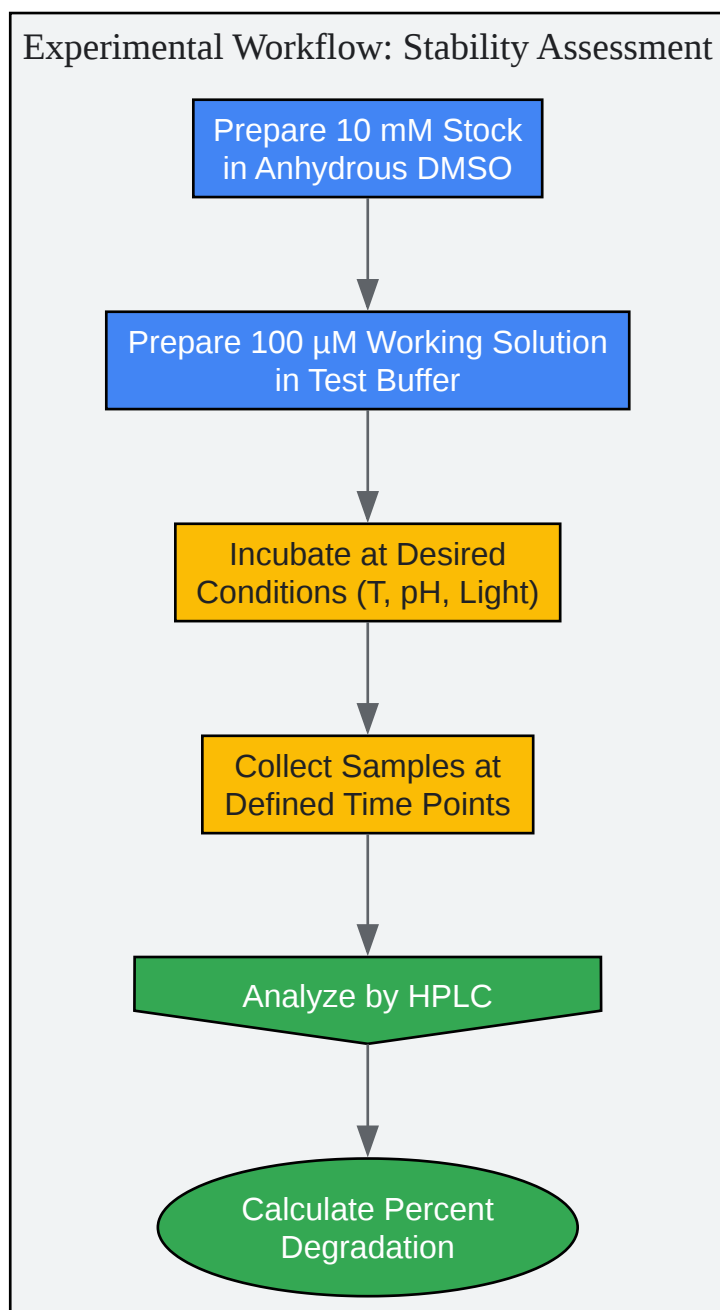 Experimental Workflow: Stability Assessment
Prepare 10 mM Stock
in Anhydrous DMSO
Prepare 100 µM Working Solution
in Test Buffer
Incubate at Desired
Conditions (T, pH, Light)
Collect Samples at
Defined Time Points
Analyze by HPLC
Calculate Percent
Degradation